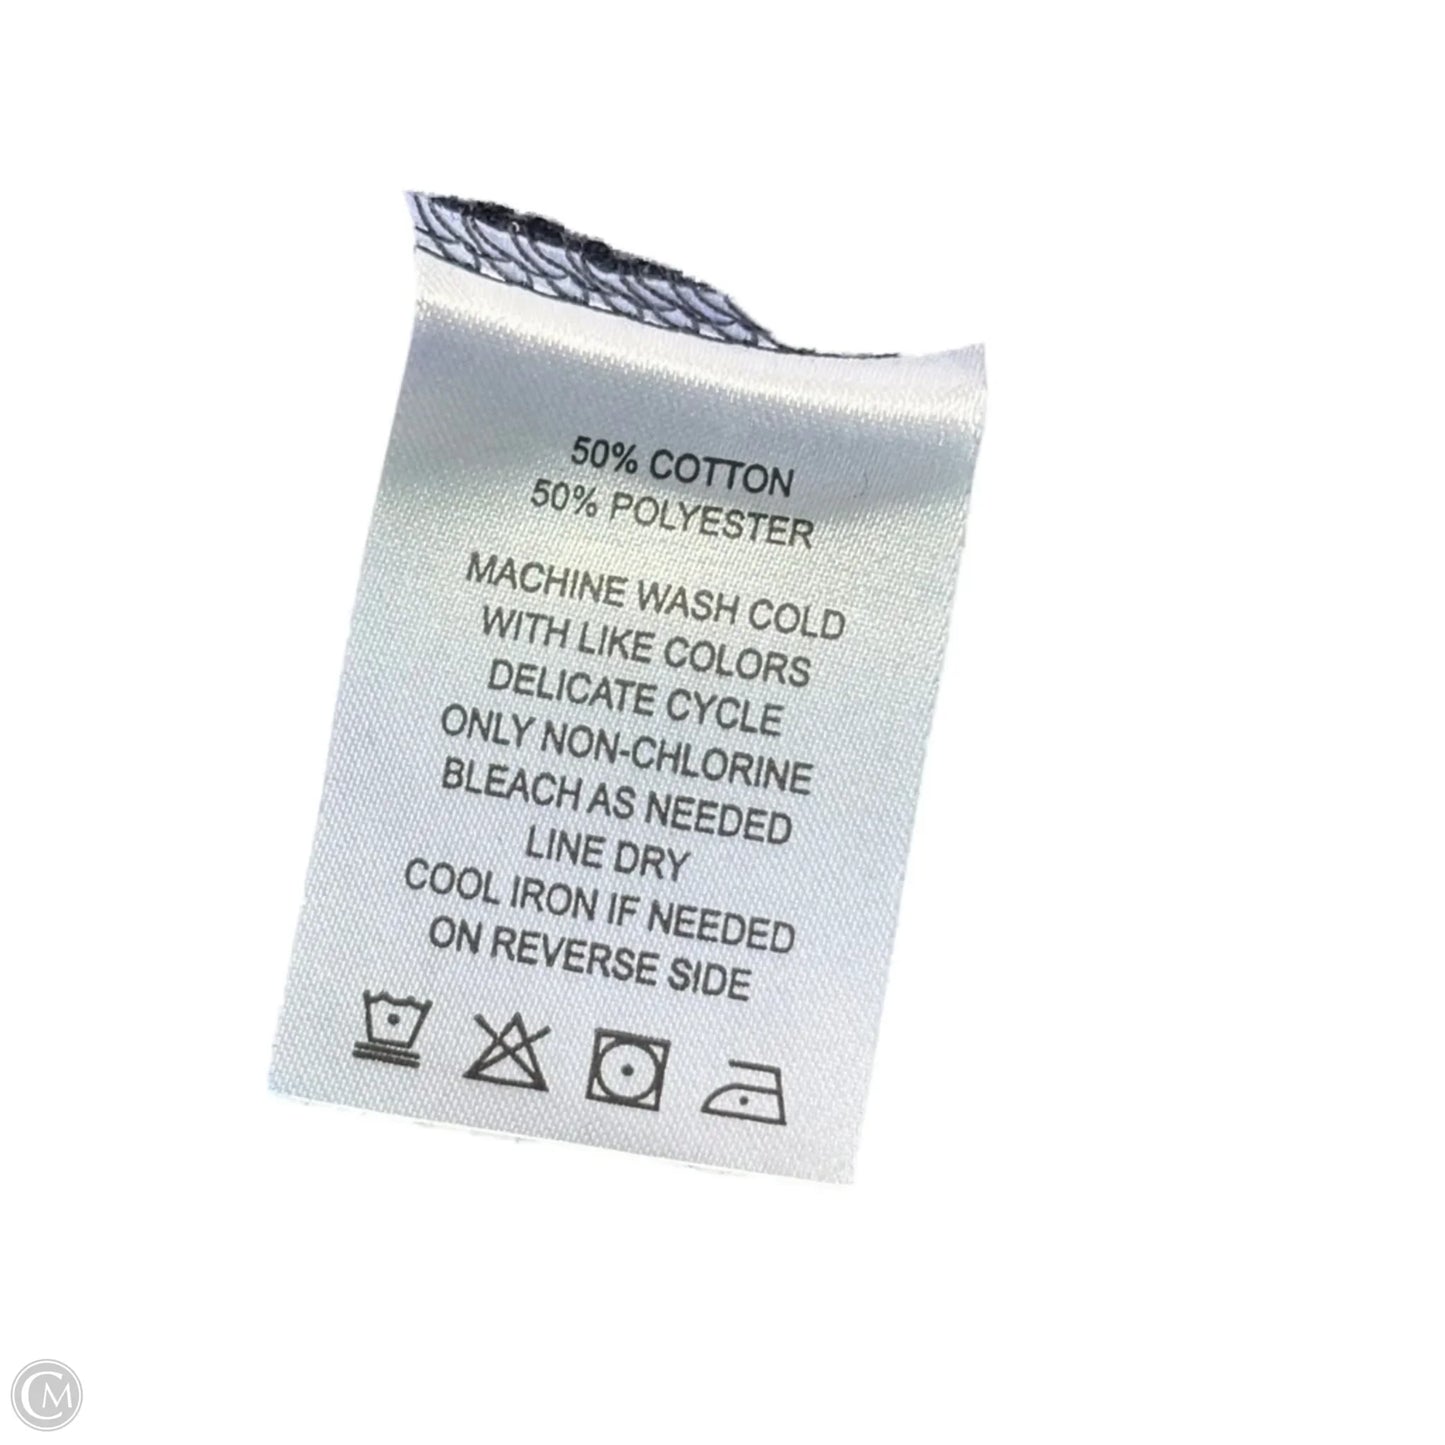 50% COTTON
50% POLYESTER
MACHINE WASH COLD
WITH LIKE COLORS
DELICATE CYCLE
ONLY NON-CHLORINE
BLEACH AS NEEDED
LINE DRY
COOL IRON IF NEEDED
ON REVERSE SIDE
CM